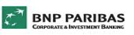 BNP PARIBAS
CORPORATE & INVESTMENT BANKING